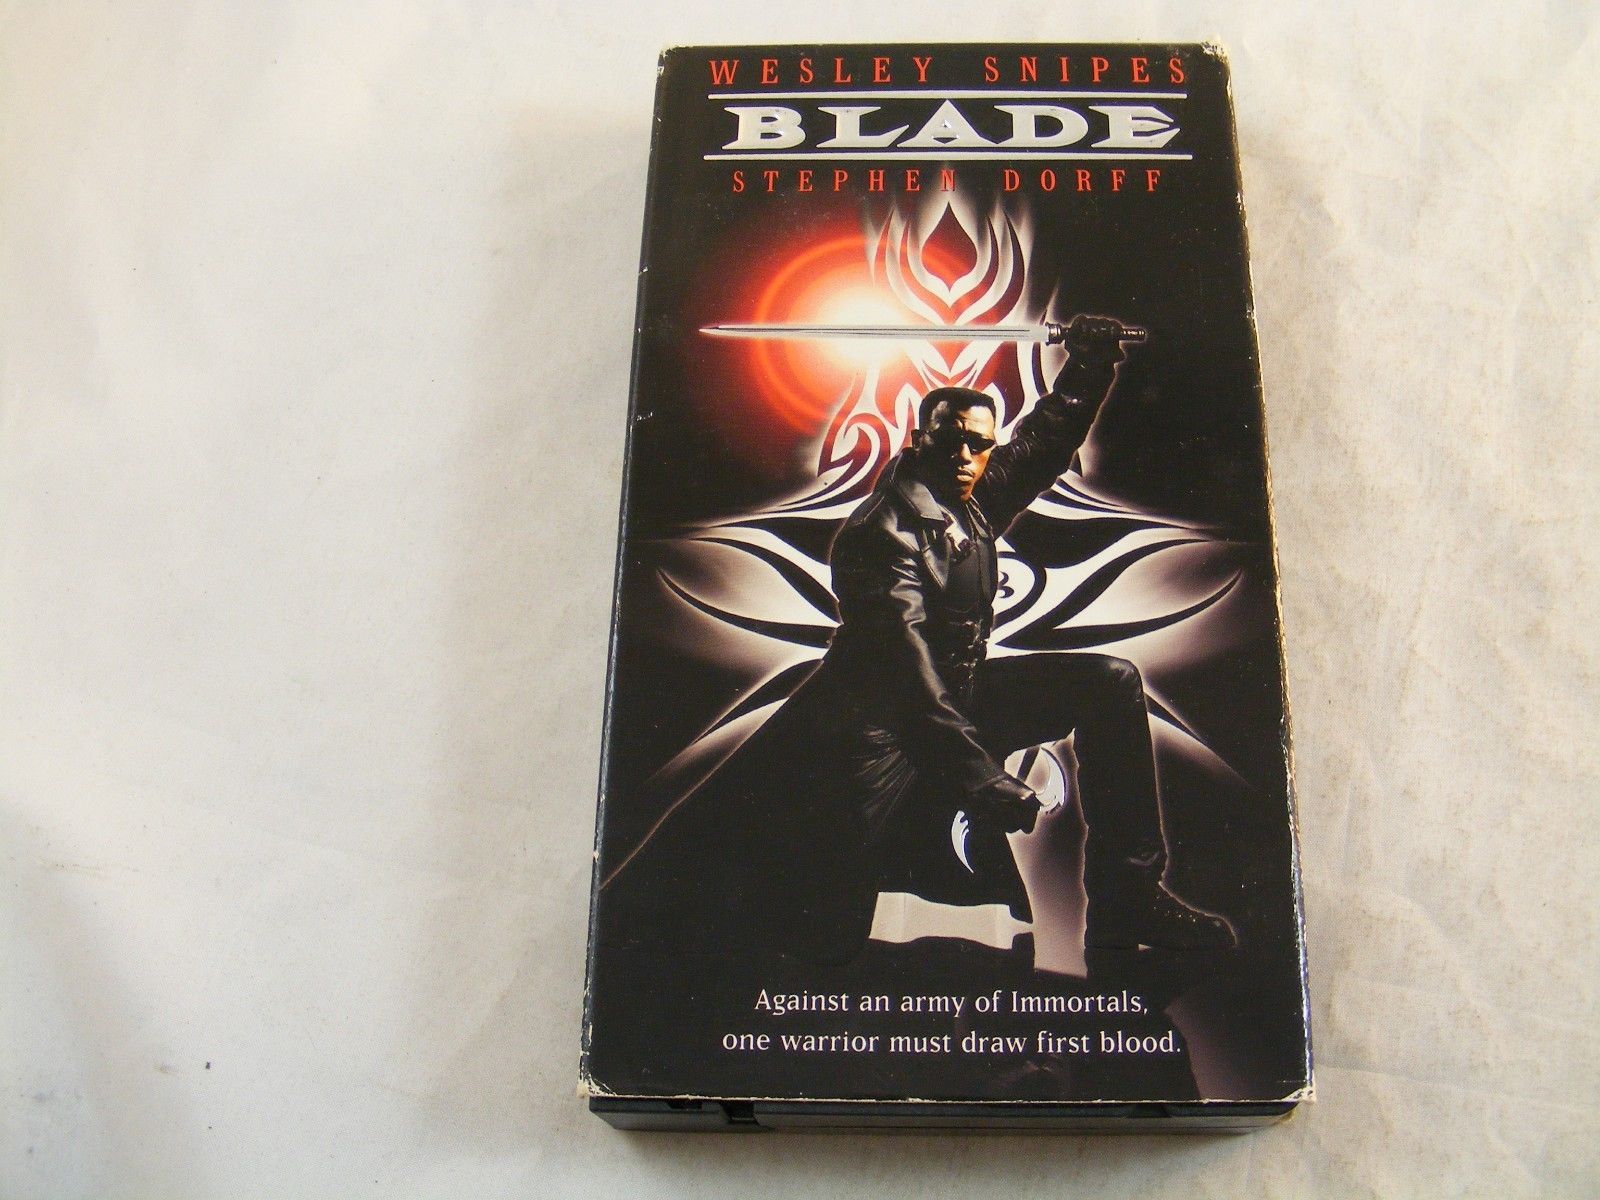 WESLEY SNIPES
BLADE
STEPHEN DORFF
Against an army of Immortals,
one warrior must draw first blood.